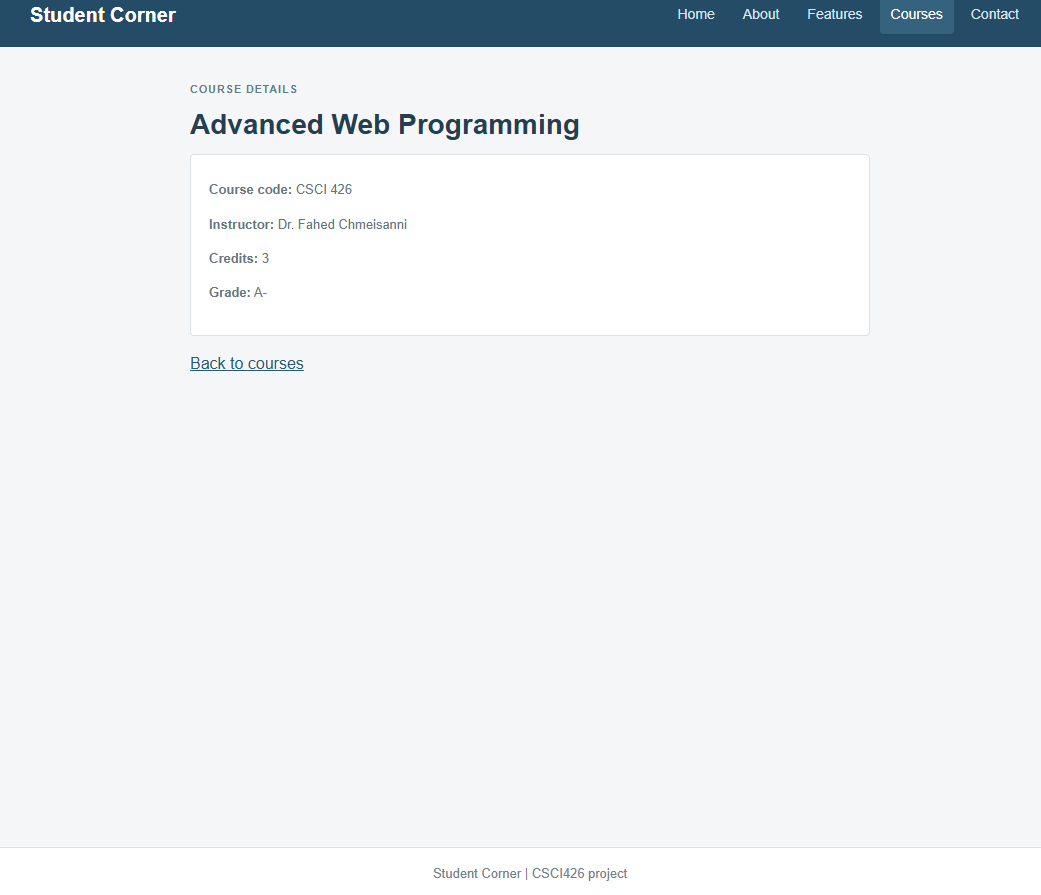 Student Corner
Home About Features Courses Contact
COURSE DETAILS
Advanced Web Programming
Course code: CSCI 426
Instructor: Dr. Fahed Chmeisanni
Credits: 3
Grade: A-
Back to courses
Student Corner | CSCI426 project